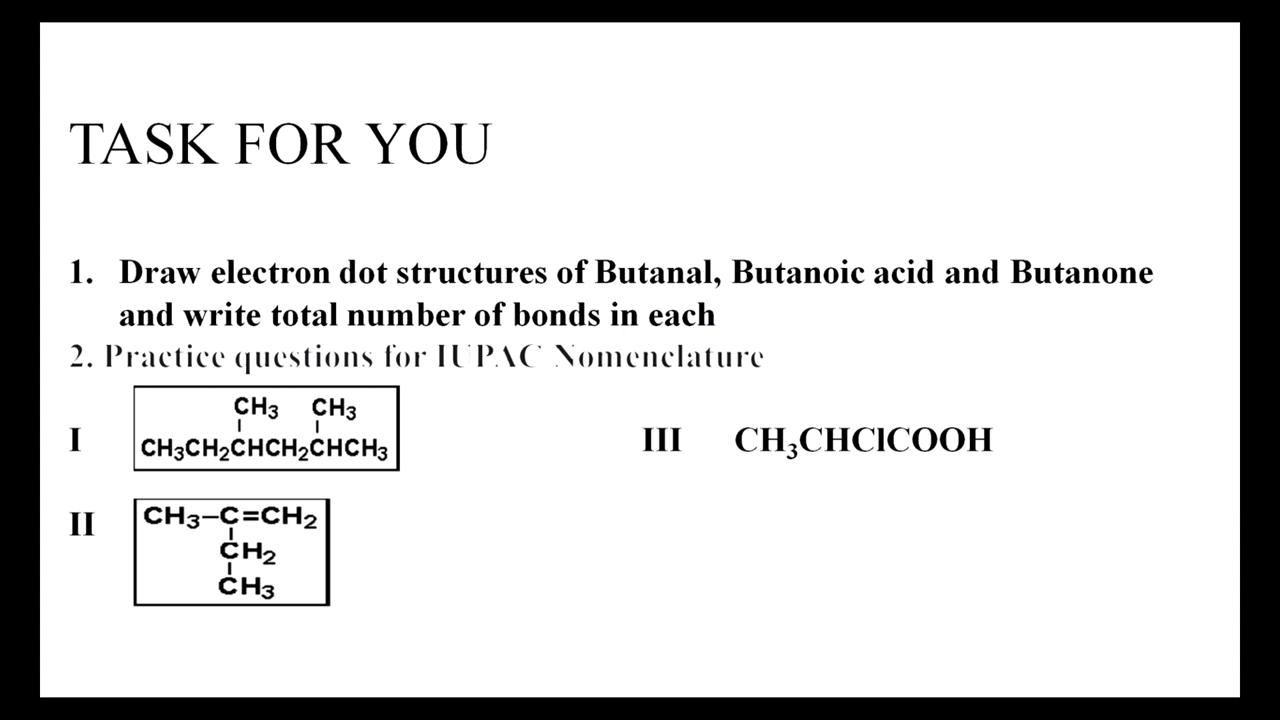 TASK FOR YOU
1. Draw electron dot structures of Butanal, Butanoic acid and Butanone
and write total number of bonds in each
2. Practice questions for IUPAC Nomenclature
I
CH₃ CH₃
CH₃CH₂CHCH₂CHCH₃
III CH₃CHClCOOH
II
CH₃–C=CH₂
CH₂
CH₃